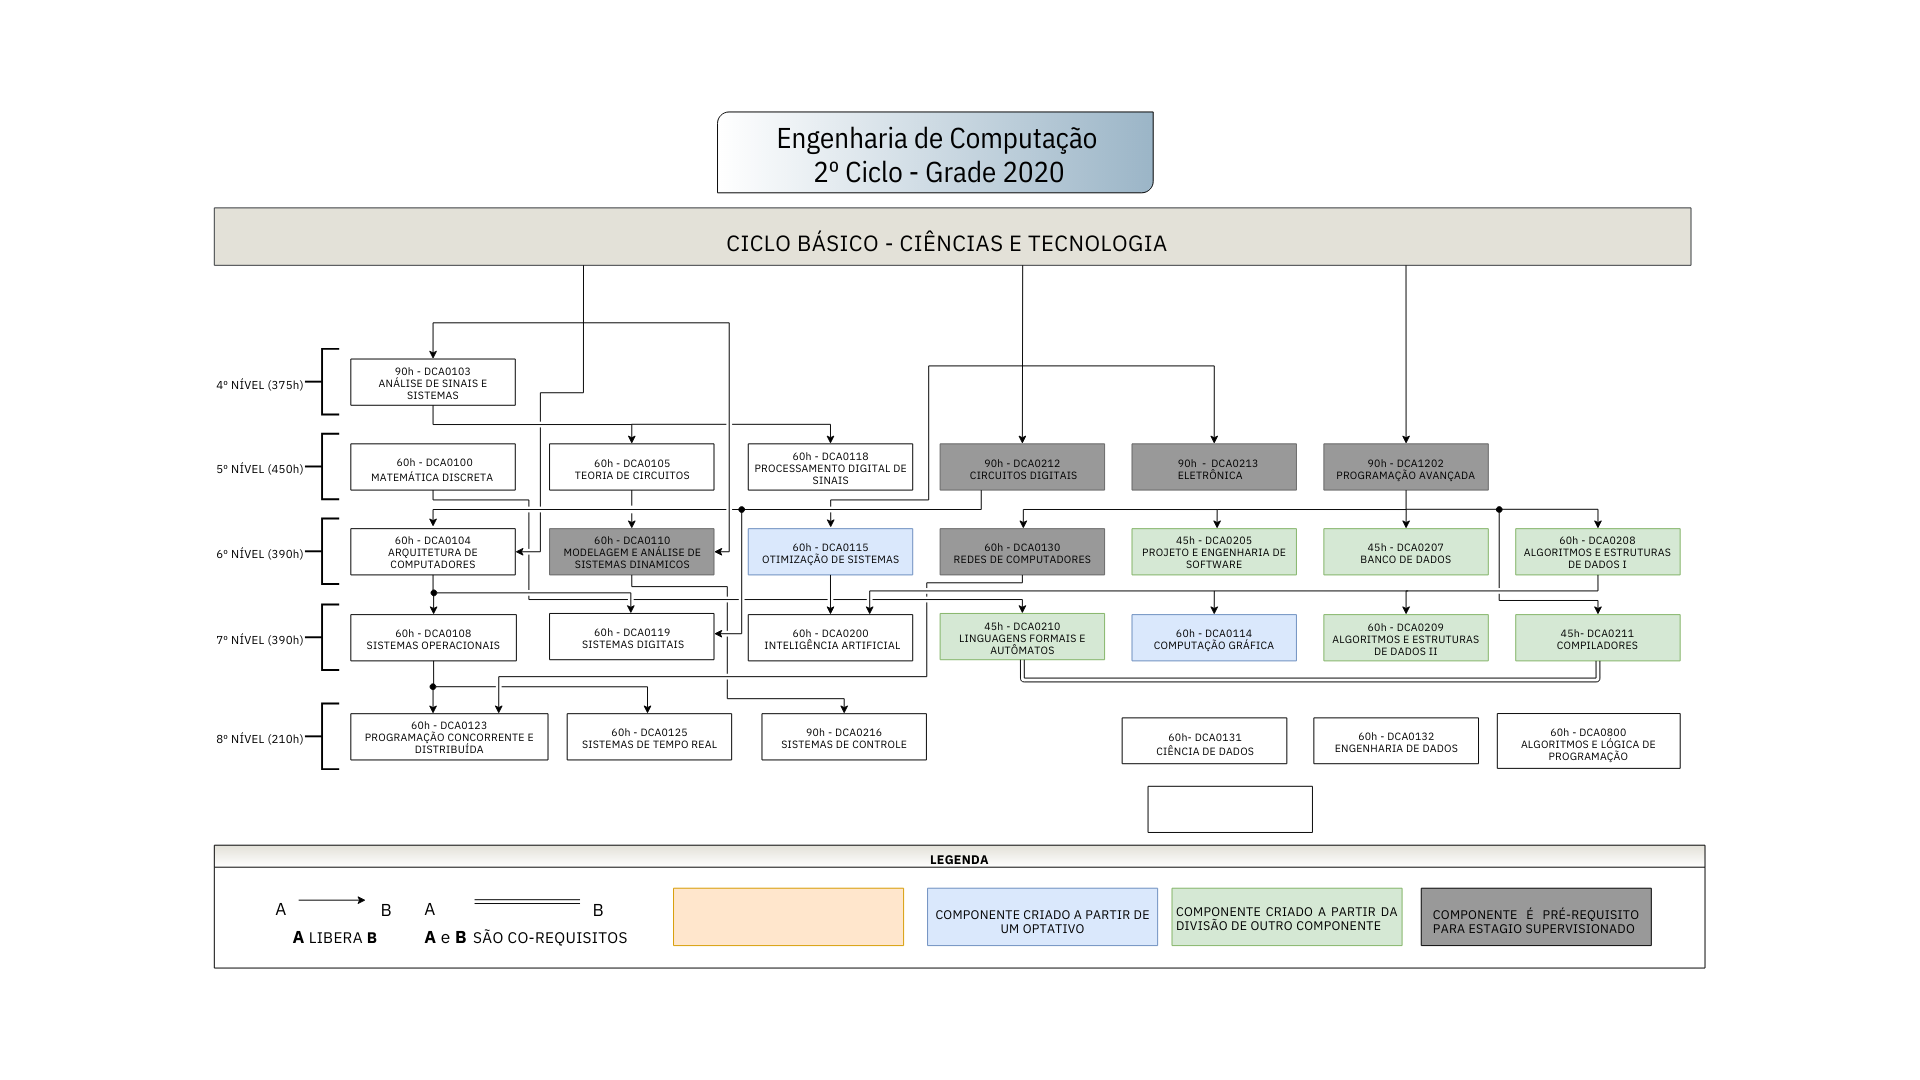 Engenharia de Computação
2º Ciclo - Grade 2020
CICLO BÁSICO - CIÊNCIAS E TECNOLOGIA
4º NÍVEL (375h)
90h - DCA0103
ANÁLISE DE SINAIS E
SISTEMAS
5º NÍVEL (450h)
60h - DCA0100
MATEMÁTICA DISCRETA
60h - DCA0105
TEORIA DE CIRCUITOS
60h - DCA0118
PROCESSAMENTO DIGITAL DE
SINAIS
90h - DCA0212
CIRCUITOS DIGITAIS
90h - DCA0213
ELETRÔNICA
90h - DCA1202
PROGRAMAÇÃO AVANÇADA
6º NÍVEL (390h)
60h - DCA0104
ARQUITETURA DE
COMPUTADORES
60h - DCA0110
MODELAGEM E ANÁLISE DE
SISTEMAS DINAMICOS
60h - DCA0115
OTIMIZAÇÃO DE SISTEMAS
60h - DCA0130
REDES DE COMPUTADORES
45h - DCA0205
PROJETO E ENGENHARIA DE
SOFTWARE
45h - DCA0207
BANCO DE DADOS
60h - DCA0208
ALGORITMOS E ESTRUTURAS
DE DADOS I
7º NÍVEL (390h)
60h - DCA0108
SISTEMAS OPERACIONAIS
60h - DCA0119
SISTEMAS DIGITAIS
60h - DCA0200
INTELIGÊNCIA ARTIFICIAL
45h - DCA0210
LINGUAGENS FORMAIS E
AUTÔMATOS
60h - DCA0114
COMPUTAÇÃO GRÁFICA
60h - DCA0209
ALGORITMOS E ESTRUTURAS
DE DADOS II
45h- DCA0211
COMPILADORES
8º NÍVEL (210h)
60h - DCA0123
PROGRAMAÇÃO CONCORRENTE E
DISTRIBUÍDA
60h - DCA0125
SISTEMAS DE TEMPO REAL
90h - DCA0216
SISTEMAS DE CONTROLE
60h- DCA0131
CIÊNCIA DE DADOS
60h - DCA0132
ENGENHARIA DE DADOS
60h - DCA0800
ALGORITMOS E LÓGICA DE
PROGRAMAÇÃO
LEGENDA
A B
A LIBERA B
A B
A e B SÃO CO-REQUISITOS
COMPONENTE CRIADO A PARTIR DE
UM OPTATIVO
COMPONENTE CRIADO A PARTIR DA
DIVISÃO DE OUTRO COMPONENTE
COMPONENTE É PRÉ-REQUISITO
PARA ESTAGIO SUPERVISIONADO